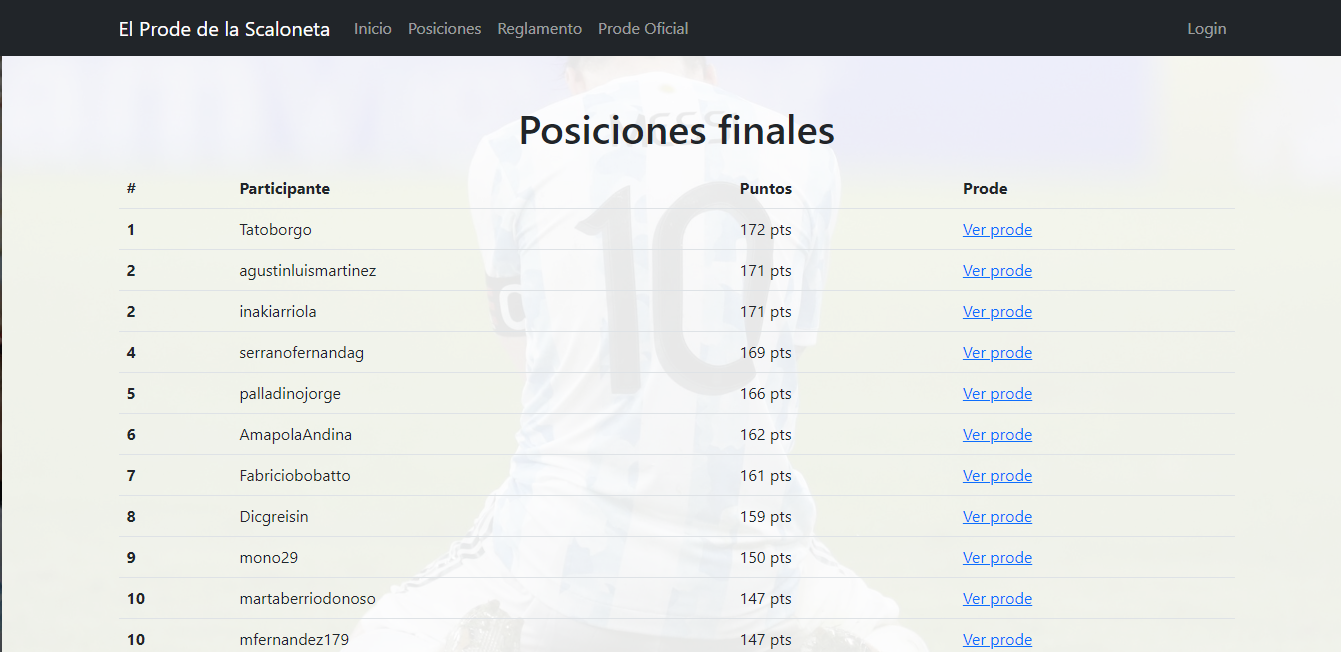 El Prode de la Scaloneta Inicio Posiciones Reglamento Prode Oficial Login
Posiciones finales
# Participante Puntos Prode
1 Tatoborgo 172 pts Ver prode
2 agustinluismartinez 171 pts Ver prode
2 inakiarriola 171 pts Ver prode
4 serranofernandag 169 pts Ver prode
5 palladinojorge 166 pts Ver prode
6 AmapolaAndina 162 pts Ver prode
7 Fabriciobobatto 161 pts Ver prode
8 Dicgreisin 159 pts Ver prode
9 mono29 150 pts Ver prode
10 martaberriodonoso 147 pts Ver prode
10 mfernandez179 147 pts Ver prode
10